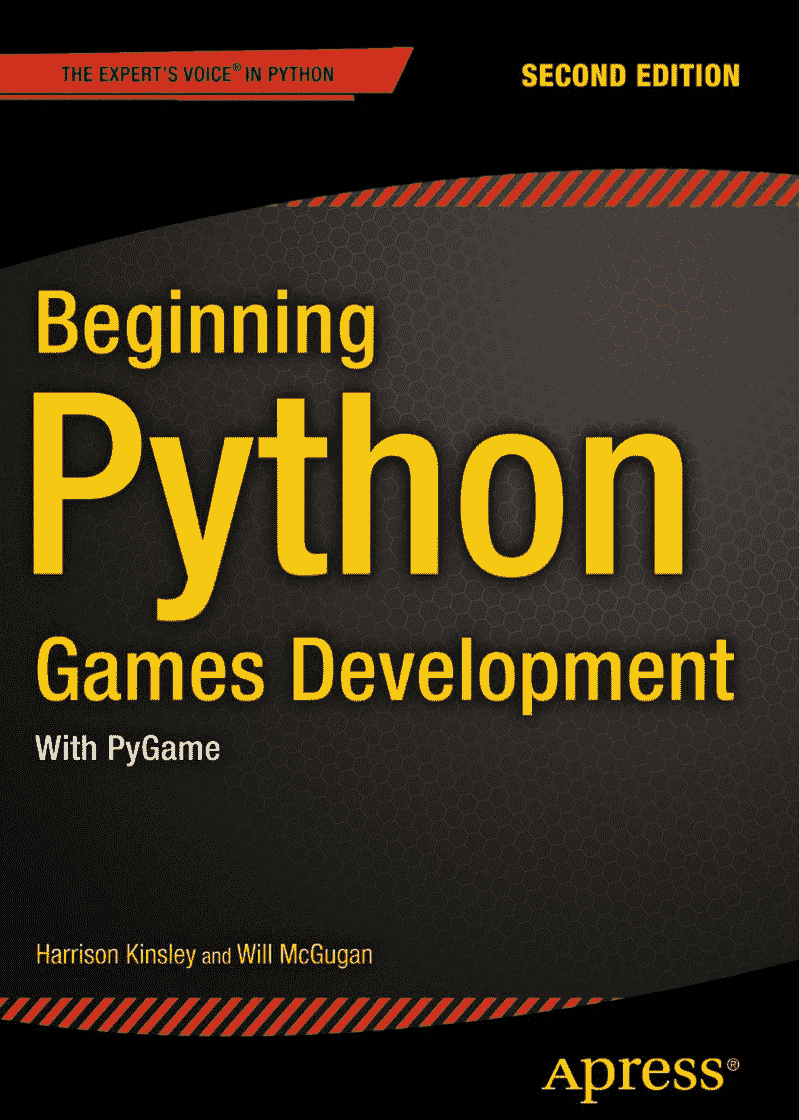 THE EXPERT'S VOICE® IN PYTHON
SECOND EDITION
Beginning
Python
Games Development
With PyGame
Harrison Kinsley and Will McGugan
Apress®